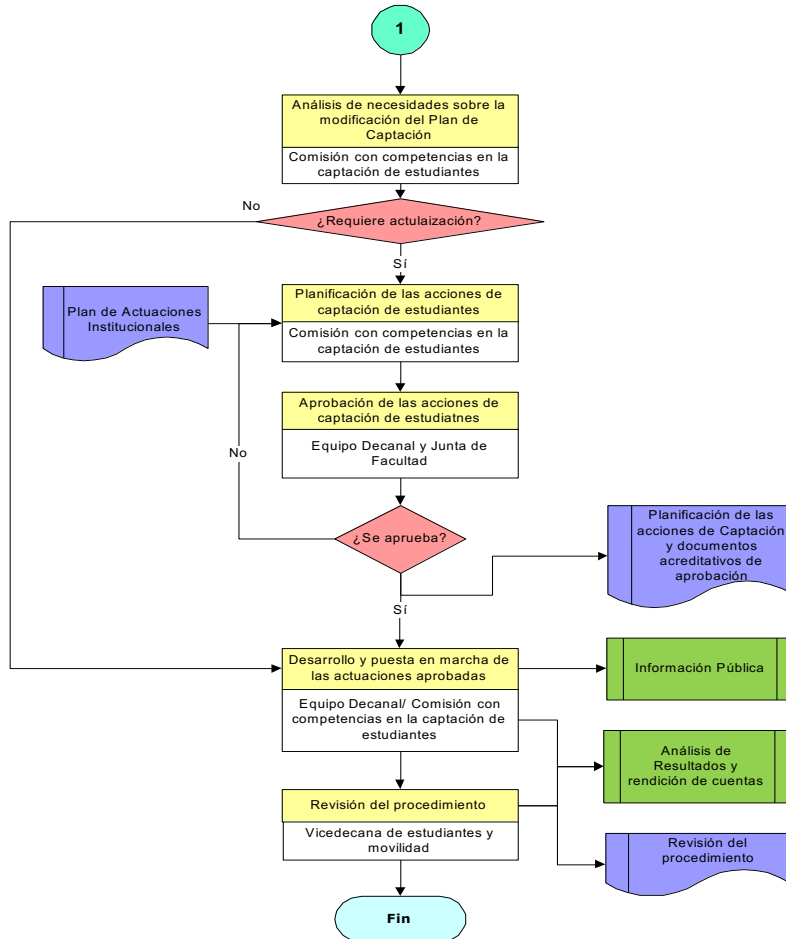 1
Análisis de necesidades sobre la
modificación del Plan de
Captación
Comisión con competencias en la
captación de estudiantes
No
¿Requiere actulaización?
Sí
Plan de Actuaciones
Institucionales
Planificación de las acciones de
captación de estudiantes
Comisión con competencias en la
captación de estudiantes
Aprobación de las acciones de
captación de estudiatnes
Equipo Decanal y Junta de
Facultad
No
¿Se aprueba?
Planificación de las
acciones de Captación
y documentos
acreditativos de
aprobación
Sí
Desarrollo y puesta en marcha de
las actuaciones aprobadas
Equipo Decanal/ Comisión con
competencias en la captación de
estudiantes
Información Pública
Análisis de
Resultados y
rendición de cuentas
Revisión del procedimiento
Vicedecana de estudiantes y
movilidad
Revisión del
procedimiento
Fin